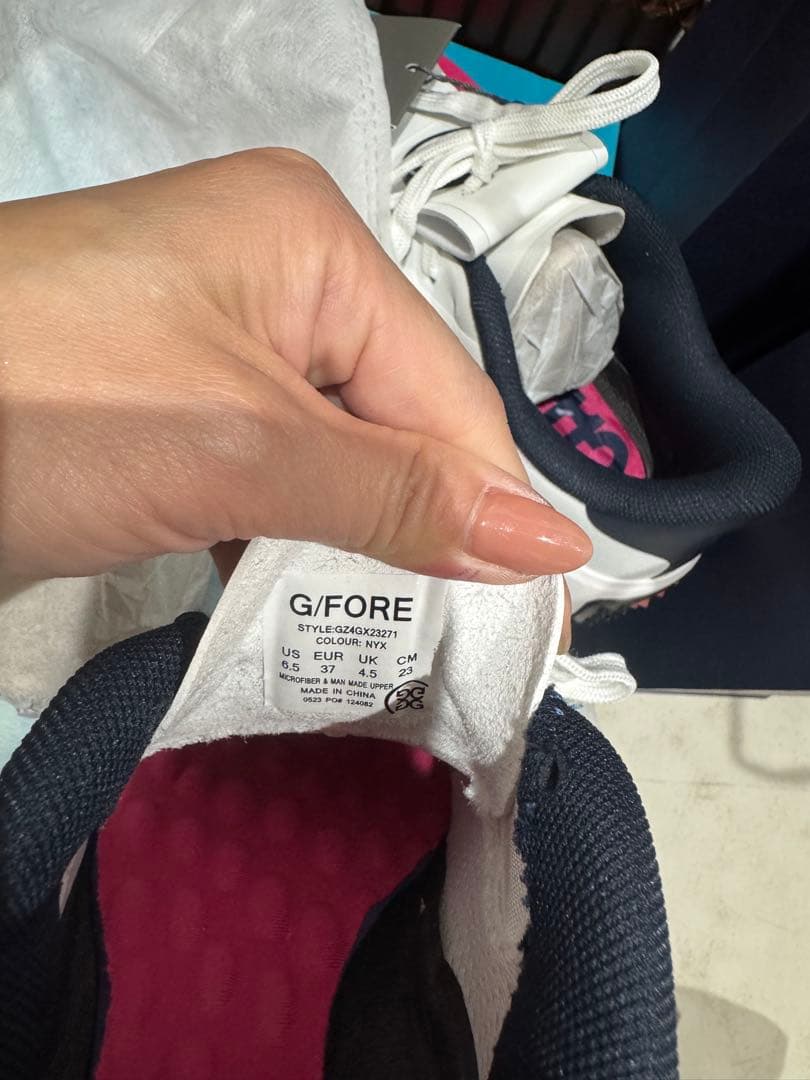 G/FORE
STYLE:GZ4GX23271
COLOUR: NYX
US EUR UK CM
6.5 37 4.5 23
MICROFIBER & MAN MADE UPPER
MADE IN CHINA
0523 PO# 124082